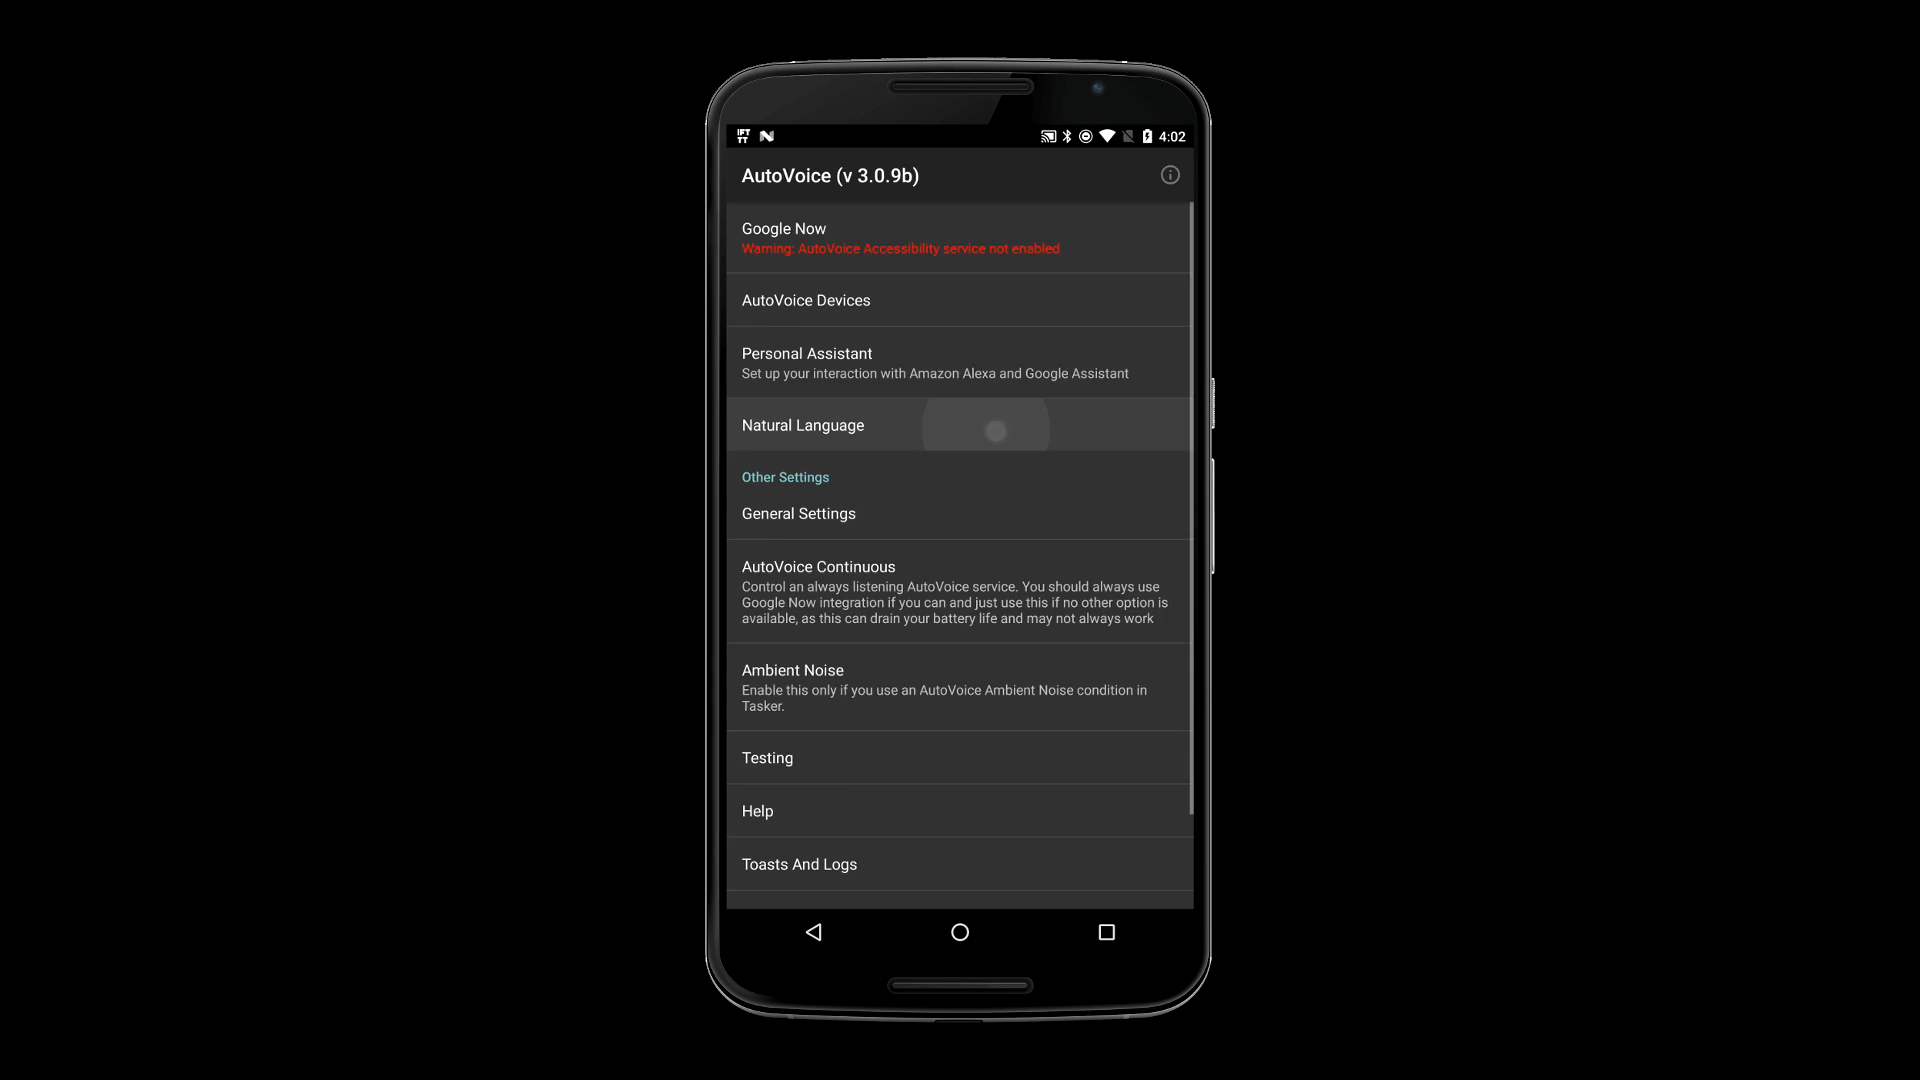 IFT
TT
4:02
AutoVoice (v 3.0.9b)
Google Now
Warning: AutoVoice Accessibility service not enabled
AutoVoice Devices
Personal Assistant
Set up your interaction with Amazon Alexa and Google Assistant
Natural Language
Other Settings
General Settings
AutoVoice Continuous
Control an always listening AutoVoice service. You should always use
Google Now integration if you can and just use this if no other option is
available, as this can drain your battery life and may not always work
Ambient Noise
Enable this only if you use an AutoVoice Ambient Noise condition in
Tasker.
Testing
Help
Toasts And Logs